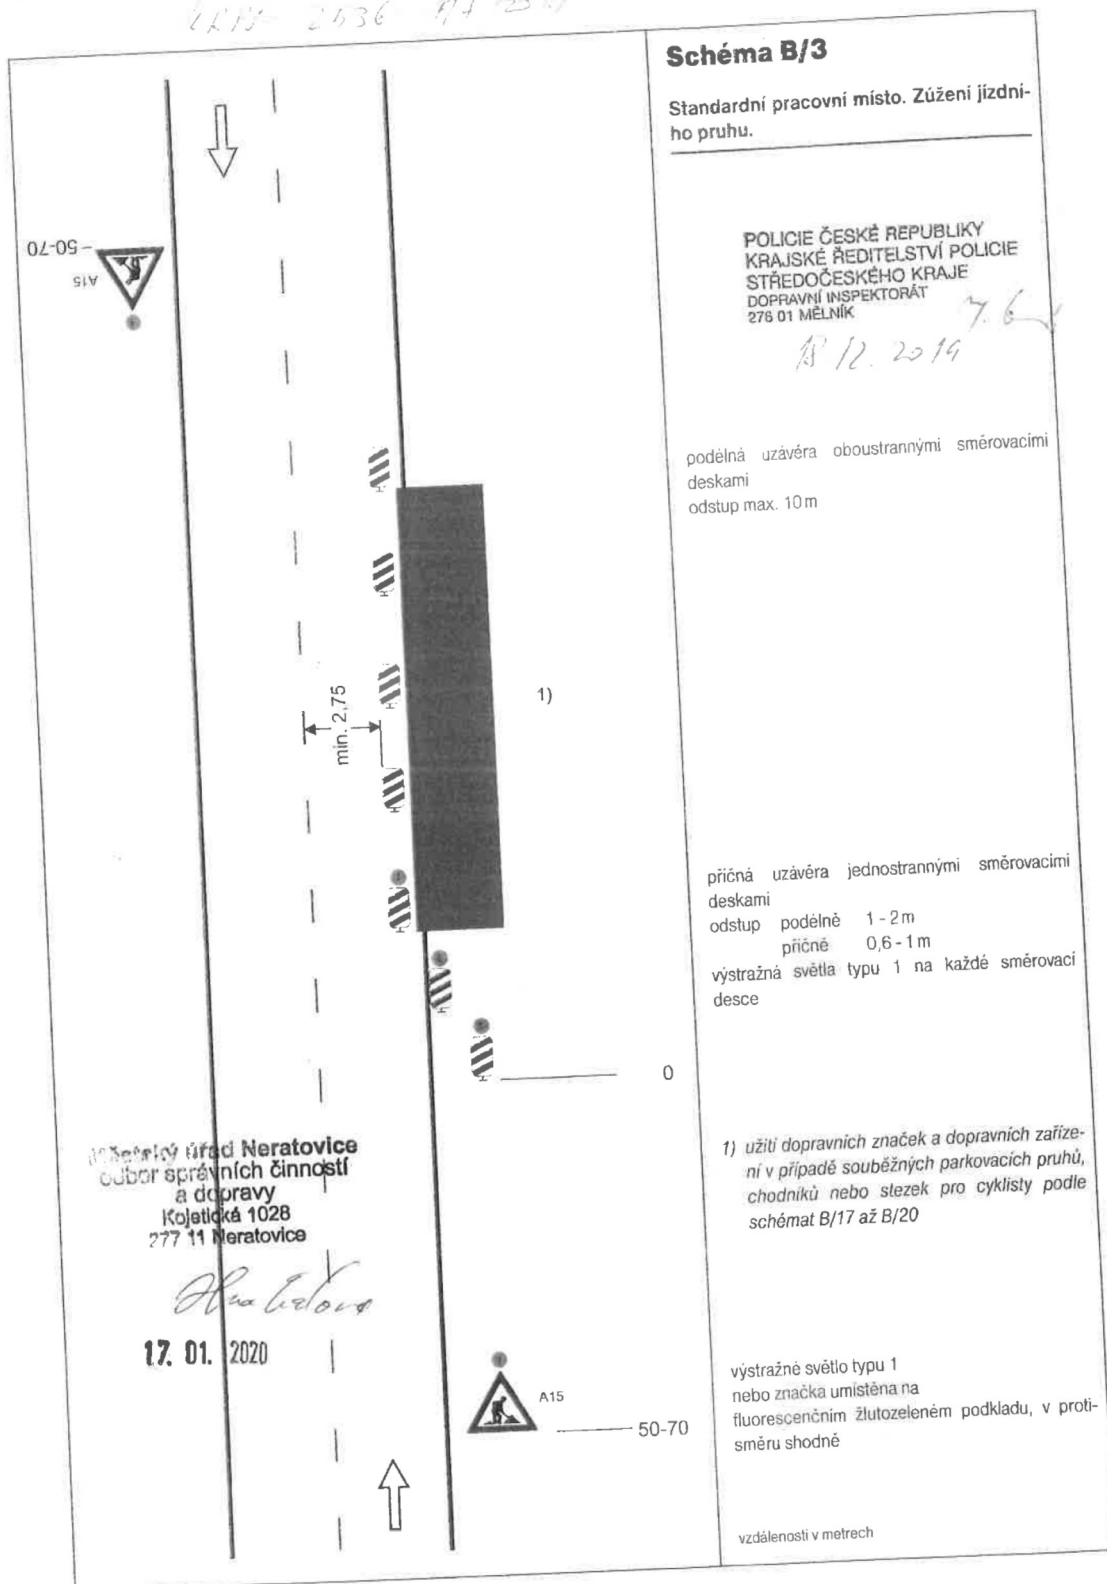 Schéma B/3
Standardní pracovní místo. Zúžení jízdní-
ho pruhu.
POLICIE ČESKÉ REPUBLIKY
KRAJSKÉ ŘEDITELSTVÍ POLICIE
STŘEDOČESKÉHO KRAJE
DOPRAVNÍ INSPEKTORÁT
276 01 MĚLNÍK
12. 2019
50-70
A15
podélná uzávěra oboustrannými směrovacími
deskami
odstup max. 10 m
min. 2,75
1)
příčná uzávěra jednostrannými směrovacími
deskami
odstup podélně 1 - 2 m
příčně 0,6 - 1 m
výstražná světla typu 1 na každé směrovací
desce
0
1) užití dopravních značek a dopravních zaříze-
ní v případě souběžných parkovacích pruhů,
chodníků nebo stezek pro cyklisty podle
schémat B/17 až B/20
úřad Neratovice
odbor správních činností
a dopravy
Kojetická 1028
277 11 Neratovice
17. 01. 2020
A15
50-70
výstražné světlo typu 1
nebo značka umístěna na
fluorescenčním žlutozeleném podkladu, v proti-
směru shodně
vzdálenosti v metrech